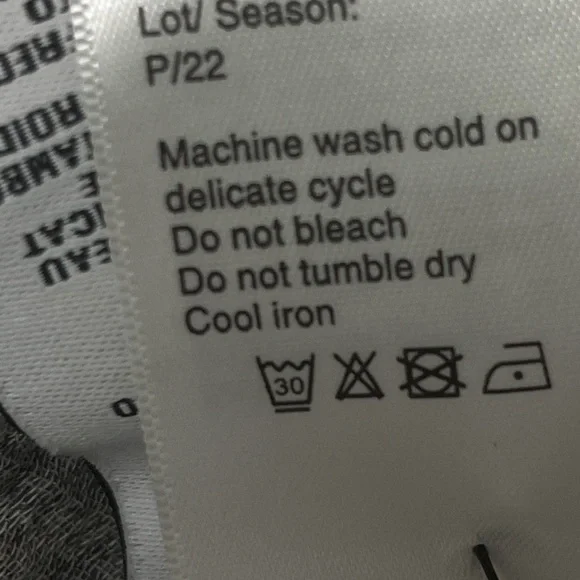 Lot/ Season:
P/22
Machine wash cold on
delicate cycle
Do not bleach
Do not tumble dry
Cool iron
30